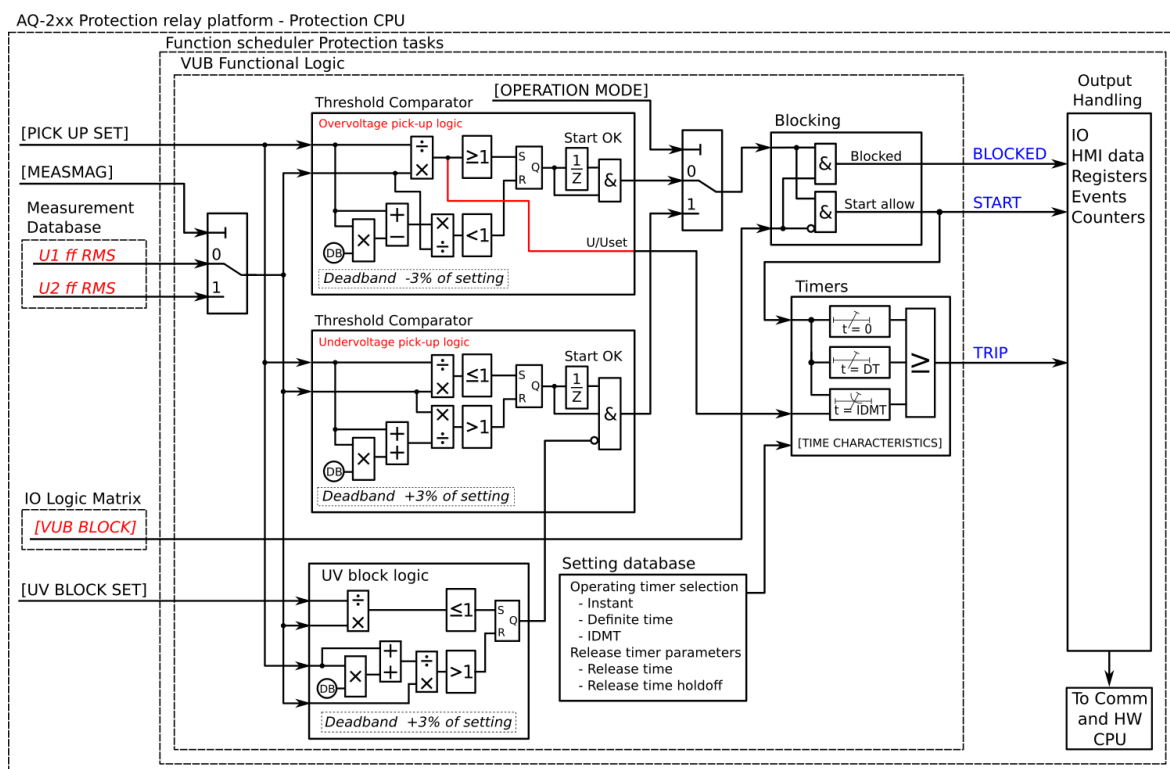 AQ-2xx Protection relay platform - Protection CPU
Function scheduler Protection tasks
VUB Functional Logic
[OPERATION MODE]
[PICK UP SET]
[MEASMAG]
Measurement
Database
U1 ff RMS
U2 ff RMS
0
1
Threshold Comparator
Overvoltage pick-up logic
÷
×
≥1
S
R
Q
Start OK
1
Z
&
+
−
×
÷
<1
DB
×
U/Uset
Deadband -3% of setting
0
1
Blocking
&
Blocked
&
Start allow
BLOCKED
START
Output
Handling
IO
HMI data
Registers
Events
Counters
Threshold Comparator
Undervoltage pick-up logic
÷
×
≤1
S
R
Q
Start OK
1
Z
&
×
÷
>1
+
+
×
DB
Deadband +3% of setting
Timers
t = 0
t = DT
t = IDMT
≥
[TIME CHARACTERISTICS]
TRIP
IO Logic Matrix
[VUB BLOCK]
[UV BLOCK SET]
UV block logic
÷
×
≤1
S
R
Q
+
+
÷
×
>1
×
DB
Deadband +3% of setting
Setting database
Operating timer selection
- Instant
- Definite time
- IDMT
Release timer parameters
- Release time
- Release time holdoff
To Comm
and HW
CPU